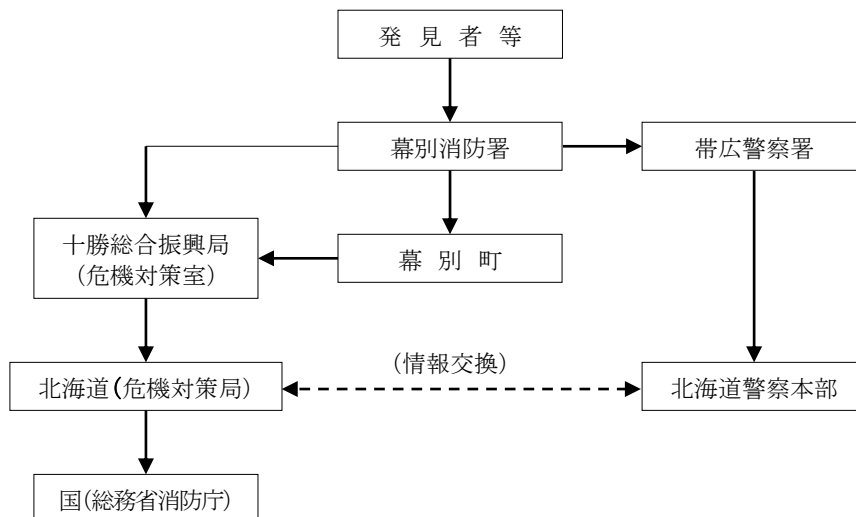 発 見 者 等
幕別消防署
帯広警察署
十勝総合振興局
（危機対策室）
幕 別 町
（情報交換）
北海道（危機対策局）
北海道警察本部
国（総務省消防庁）